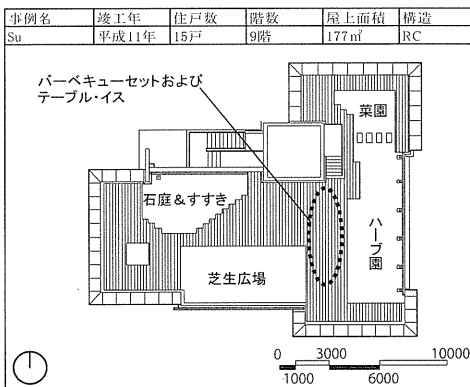 事例名 竣工年 住戸数 階数 屋上面積 構造
Su 平成11年 15戸 9階 177㎡ RC
バーベキューセットおよび
テーブル・イス
菜園
石庭&すすき
ハーブ園
芝生広場
0 3000 10000
1000 6000